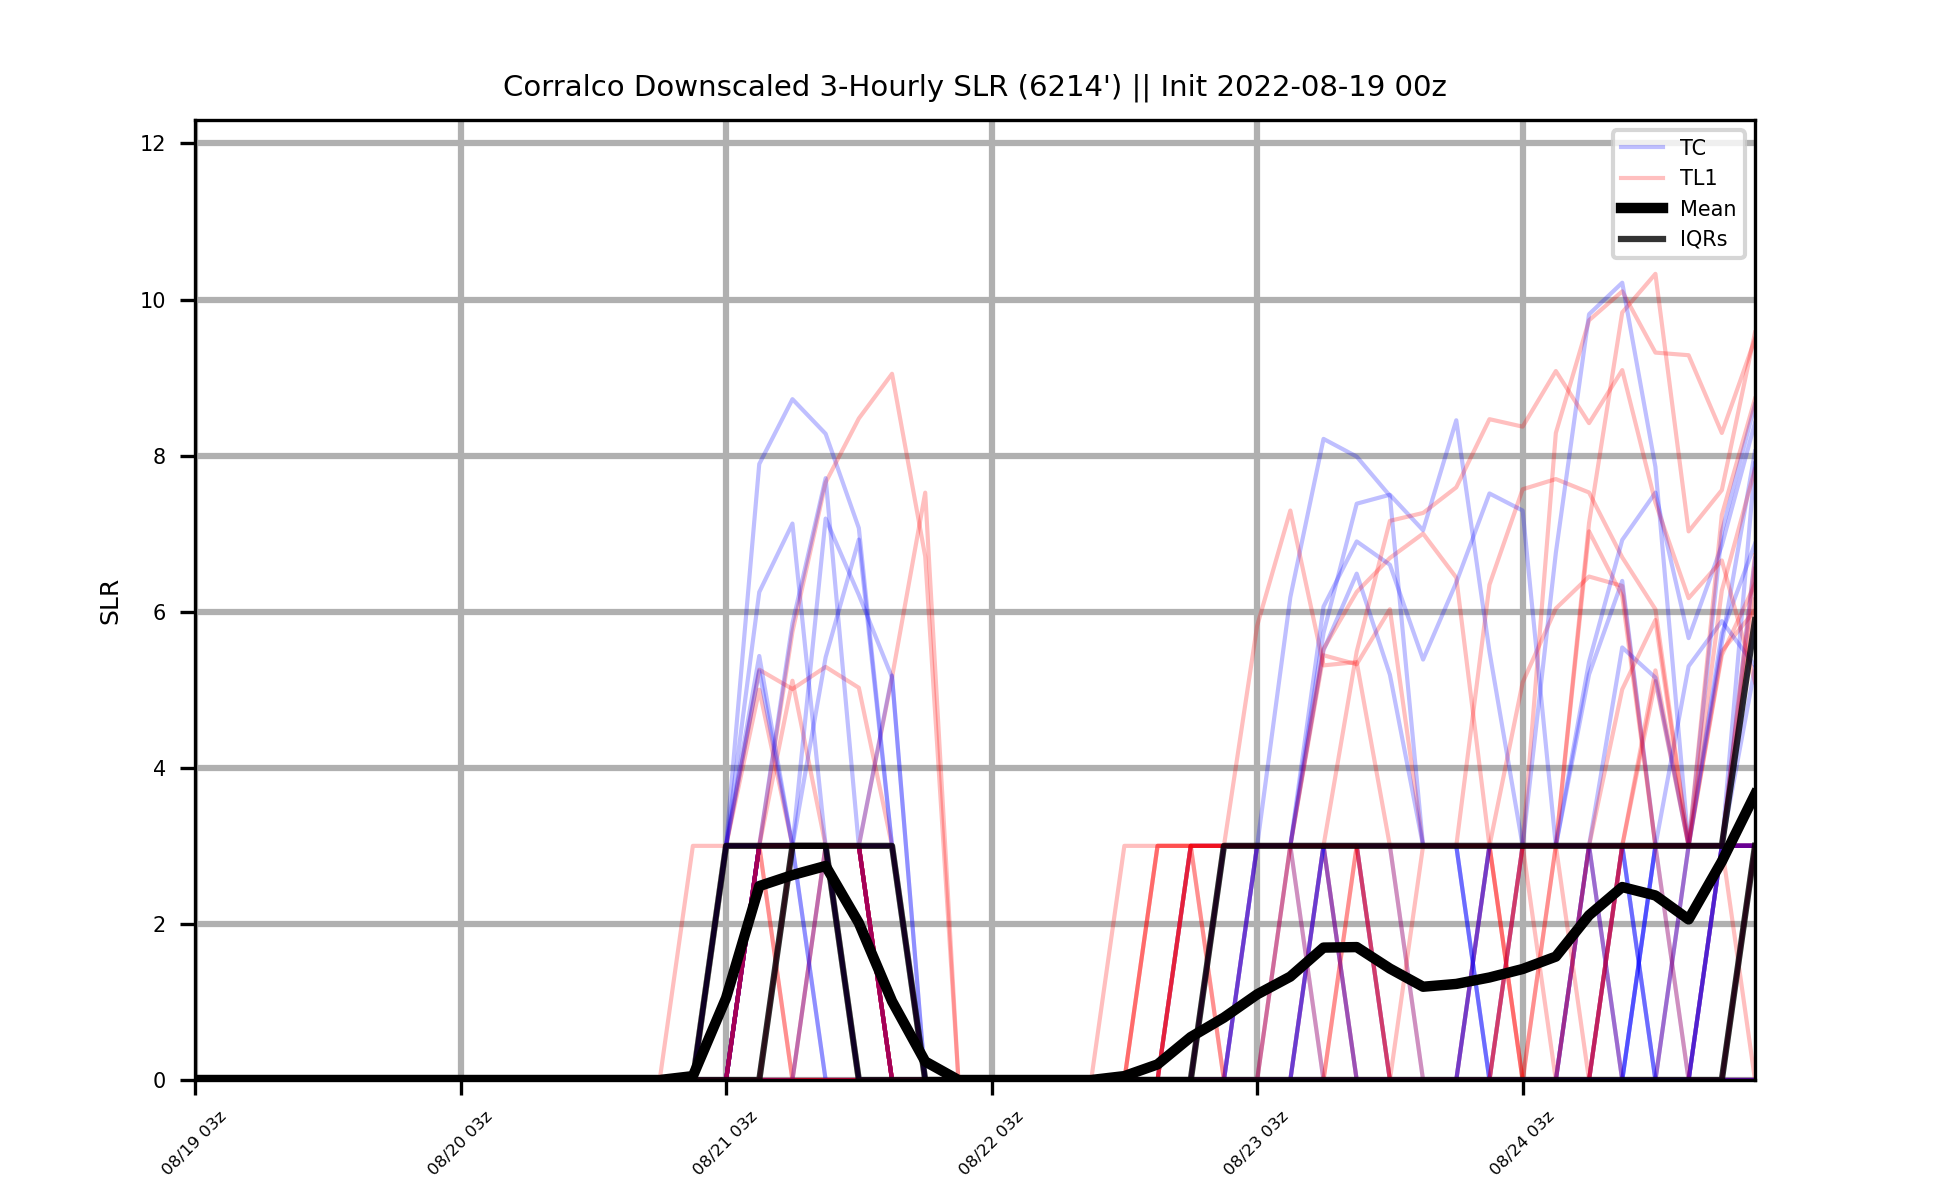 Corralco Downscaled 3-Hourly SLR (6214') || Init 2022-08-19 00z
12
10
8
6
4
2
0
SLR
TC
TL1
Mean
IQRs
08/19 03z
08/20 03z
08/21 03z
08/22 03z
08/23 03z
08/24 03z